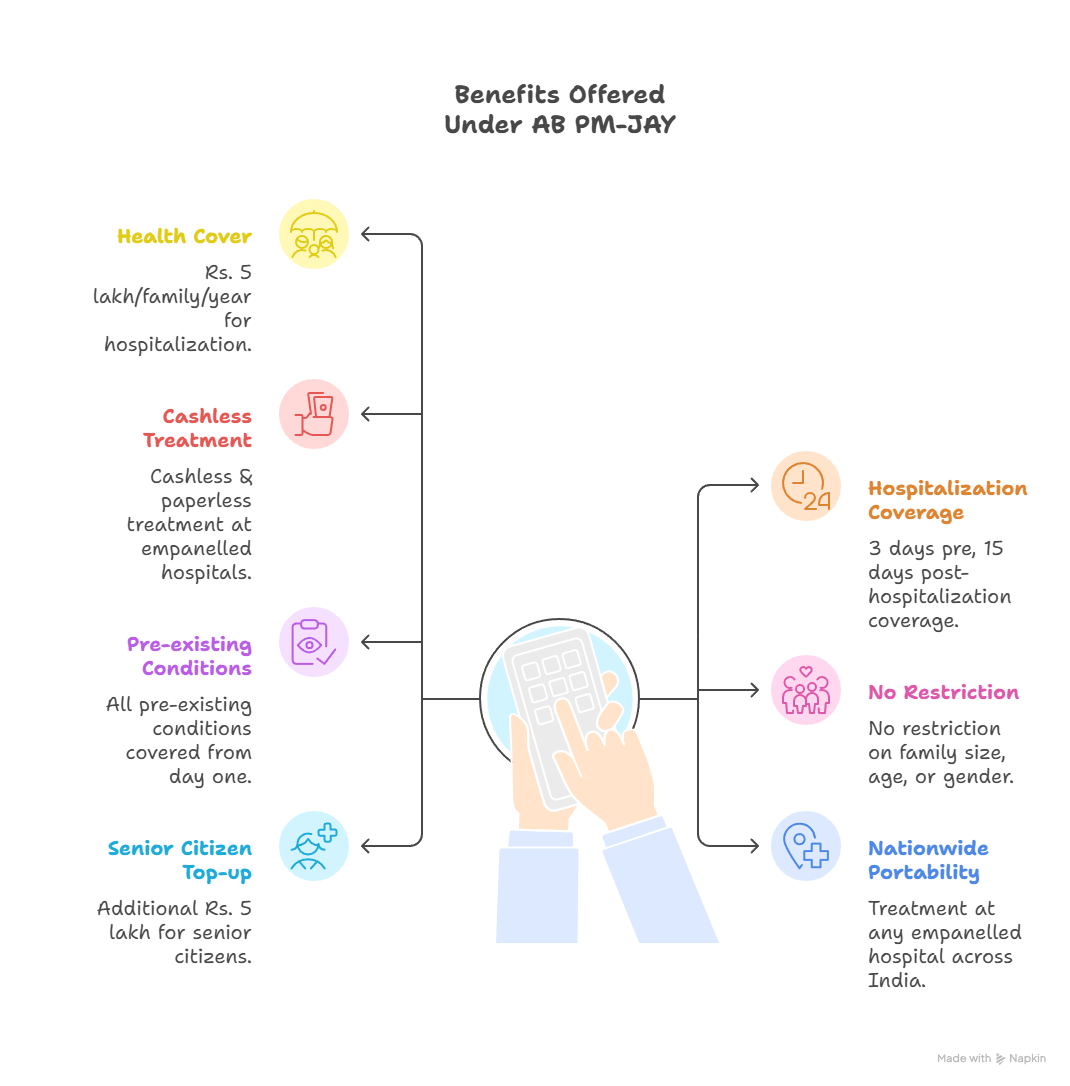 Benefits Offered
Under AB PM-JAY
Health Cover
Rs. 5
lakh/family/year
for
hospitalization.
Cashless
Treatment
Cashless &
paperless
treatment at
empanelled
hospitals.
Pre-existing
Conditions
All pre-existing
conditions
covered from
day one.
Senior Citizen
Top-up
Additional Rs. 5
lakh for senior
citizens.
24
Hospitalization
Coverage
3 days pre, 15
days post-
hospitalization
coverage.
No Restriction
No restriction
on family size,
age, or gender.
Nationwide
Portability
Treatment at
any empanelled
hospital across
India.
Made with Napkin